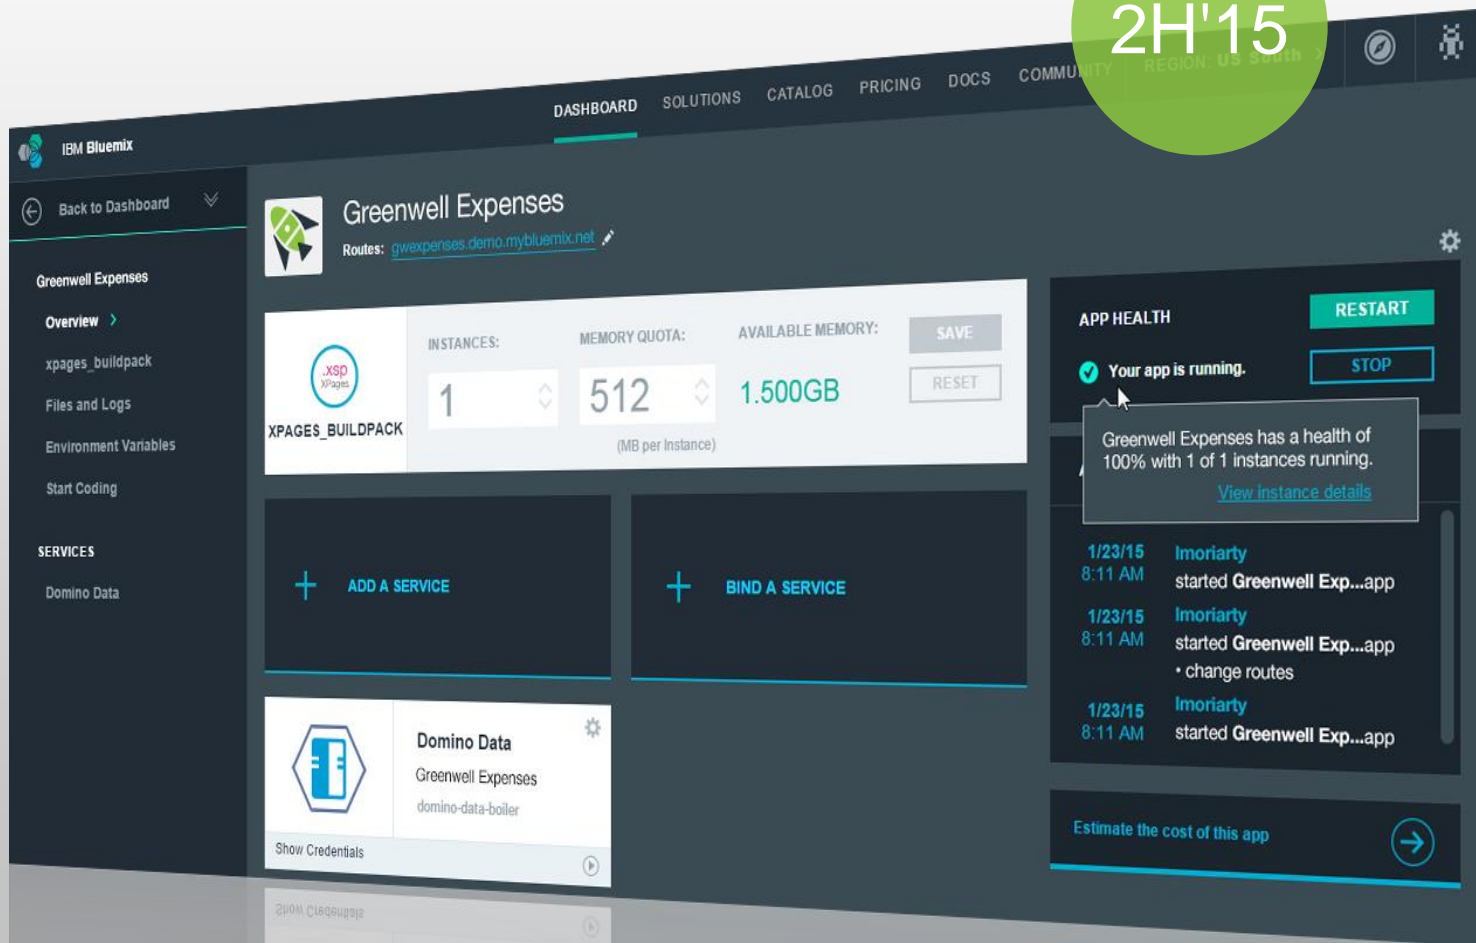 2H'15
IBM Bluemix
DASHBOARD SOLUTIONS CATALOG PRICING DOCS COMMUNITY REGION: US South
Back to Dashboard
Greenwell Expenses
Overview
xpages_buildpack
Files and Logs
Environment Variables
Start Coding
SERVICES
Domino Data
Greenwell Expenses
Routes: gwexpenses.demo.mybluemix.net
.xsp
XPages
XPAGES_BUILDPACK
INSTANCES:
1
MEMORY QUOTA:
512
(MB per Instance)
AVAILABLE MEMORY:
1.500GB
SAVE
RESET
ADD A SERVICE
BIND A SERVICE
Domino Data
Greenwell Expenses
domino-data-boiler
Show Credentials
APP HEALTH
RESTART
Your app is running.
STOP
Greenwell Expenses has a health of
100% with 1 of 1 instances running.
View instance details
1/23/15 lmoriarty
8:11 AM started Greenwell Exp...app
1/23/15 lmoriarty
8:11 AM started Greenwell Exp...app
• change routes
1/23/15 lmoriarty
8:11 AM started Greenwell Exp...app
Estimate the cost of this app
Show Credentials